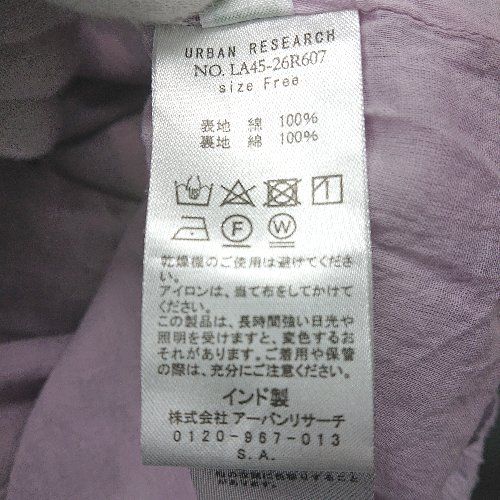 URBAN RESEARCH
NO. LA45-26R607
size Free
表地 綿 100%
裏地 綿 100%
F
W
乾燥機のご使用は避けてくださ
い。
アイロンは、当て布をしてかけて
ください。
この製品は、長時間強い日光や
照明を受けますと、変色するお
それがあります。ご着用や保管
の際は、充分にご注意ください。
インド製
株式会社 アーバンリサーチ
0120-967-013
S.A.